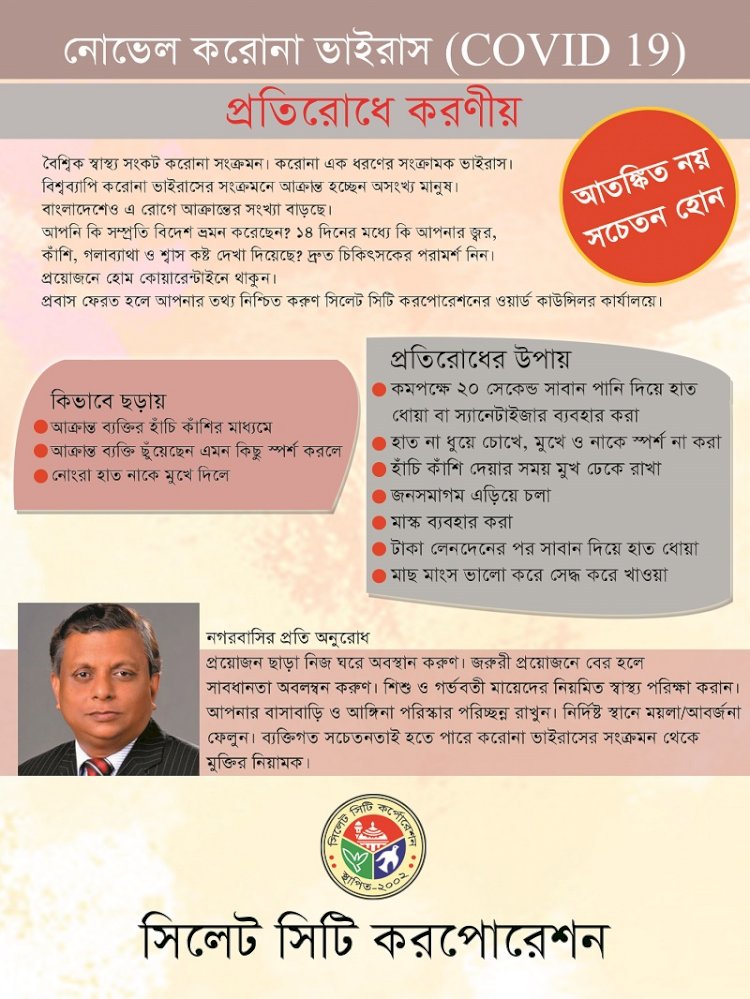 নোভেল করোনা ভাইরাস (COVID 19)
প্রতিরোধে করণীয়
আতঙ্কিত নয়
সচেতন হোন
বৈশ্বিক স্বাস্থ্য সংকট করোনা সংক্রমন। করোনা এক ধরণের সংক্রামক ভাইরাস।
বিশ্বব্যাপি করোনা ভাইরাসের সংক্রমনে আক্রান্ত হচ্ছেন অসংখ্য মানুষ।
বাংলাদেশেও এ রোগে আক্রান্তের সংখ্যা বাড়ছে।
আপনি কি সম্প্রতি বিদেশ ভ্রমন করেছেন? ১৪ দিনের মধ্যে কি আপনার জ্বর,
কাঁশি, গলাব্যাথা ও শ্বাস কষ্ট দেখা দিয়েছে? দ্রুত চিকিৎসকের পরামর্শ নিন।
প্রয়োজনে হোম কোয়ারেন্টাইনে থাকুন।
প্রবাস ফেরত হলে আপনার তথ্য নিশ্চিত করুণ সিলেট সিটি করপোরেশনের ওয়ার্ড কাউন্সিলর কার্যালয়ে।
কিভাবে ছড়ায়
আক্রান্ত ব্যক্তির হাঁচি কাঁশির মাধ্যমে
আক্রান্ত ব্যক্তি ছুঁয়েছেন এমন কিছু স্পর্শ করলে
নোংরা হাত নাকে মুখে দিলে
প্রতিরোধের উপায়
কমপক্ষে ২০ সেকেন্ড সাবান পানি দিয়ে হাত
ধোয়া বা স্যানেটাইজার ব্যবহার করা
হাত না ধুয়ে চোখে, মুখে ও নাকে স্পর্শ না করা
হাঁচি কাঁশি দেয়ার সময় মুখ ঢেকে রাখা
জনসমাগম এড়িয়ে চলা
মাস্ক ব্যবহার করা
টাকা লেনদেনের পর সাবান দিয়ে হাত ধোয়া
মাছ মাংস ভালো করে সেদ্ধ করে খাওয়া
নগরবাসির প্রতি অনুরোধ
প্রয়োজন ছাড়া নিজ ঘরে অবস্থান করুণ। জরুরী প্রয়োজনে বের হলে
সাবধানতা অবলম্বন করুণ। শিশু ও গর্ভবতী মায়েদের নিয়মিত স্বাস্থ্য পরিক্ষা করান।
আপনার বাসাবাড়ি ও আঙ্গিনা পরিস্কার পরিচ্ছন্ন রাখুন। নির্দিষ্ট স্থানে ময়লা/আবর্জনা
ফেলুন। ব্যক্তিগত সচেতনতাই হতে পারে করোনা ভাইরাসের সংক্রমন থেকে
মুক্তির নিয়ামক।
সিলেট সিটি কর্পোরেশন
স্থাপিত-২০০২
সিলেট সিটি করপোরেশন